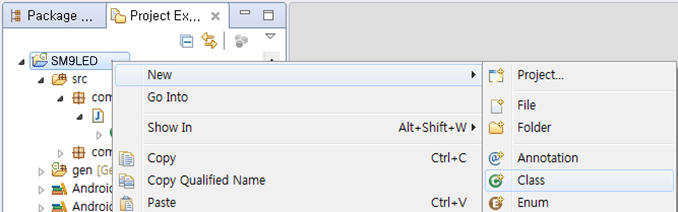 Package ...
Project Ex...
SM9LED
src
com
J
com
gen [Ge
Android
Android
New
Go Into
Show In Alt+Shift+W
Copy Ctrl+C
Copy Qualified Name
Paste Ctrl+V
Project...
File
Folder
Annotation
Class
Enum